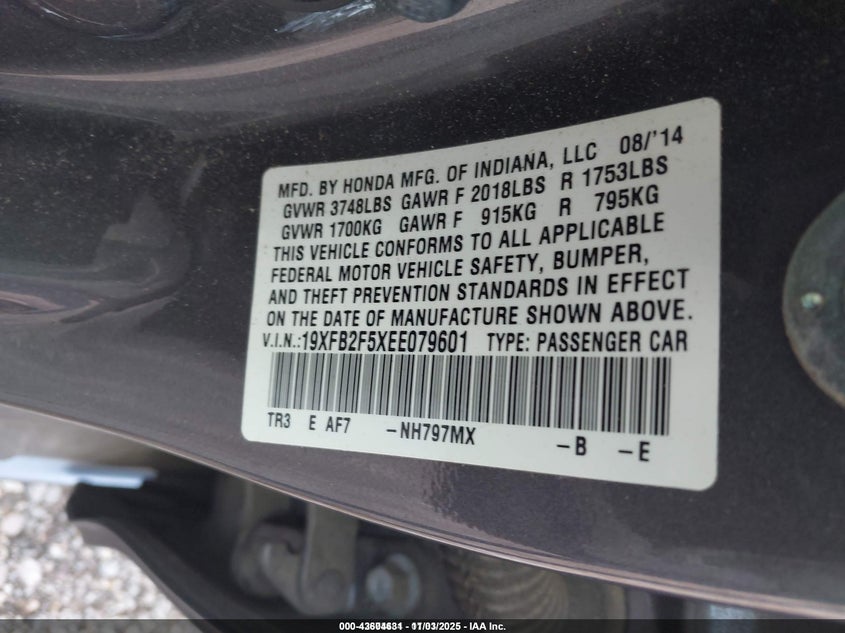 MFD. BY HONDA MFG. OF INDIANA, LLC 08/'14
GVWR 3748LBS GAWR F 2018LBS R 1753LBS
GVWR 1700KG GAWR F 915KG R 795KG
THIS VEHICLE CONFORMS TO ALL APPLICABLE
FEDERAL MOTOR VEHICLE SAFETY, BUMPER,
AND THEFT PREVENTION STANDARDS IN EFFECT
ON THE DATE OF MANUFACTURE SHOWN ABOVE.
V.I.N.:19XFB2F5XEE079601 TYPE: PASSENGER CAR
TR3 E AF7 -NH797MX -B -E
- IAA Inc.